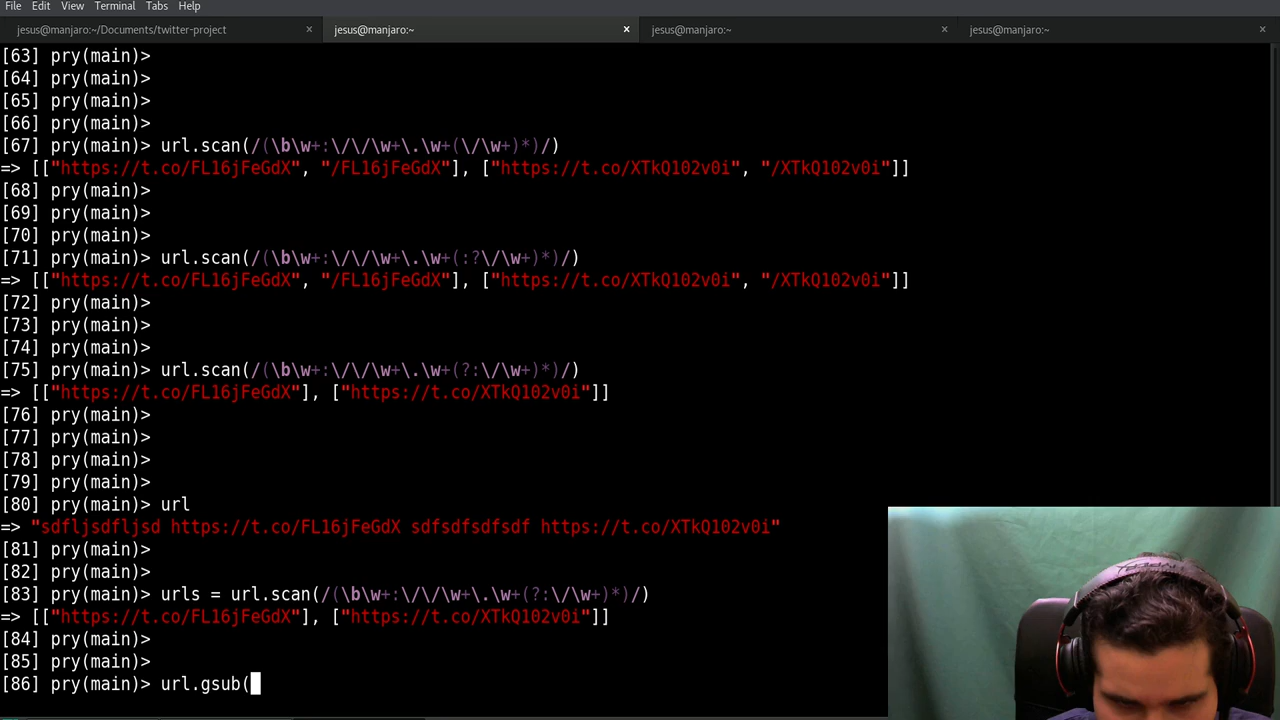 File Edit View Terminal Tabs Help
jesus@manjaro:~/Documents/twitter-project × jesus@manjaro:~ × jesus@manjaro:~ × jesus@manjaro:~ ×
[63] pry(main)>
[64] pry(main)>
[65] pry(main)>
[66] pry(main)>
[67] pry(main)> url.scan(/(\b\w+:\/\/\w+\.\w+(\/\w+)*)/)
=> [["https://t.co/FL16jFeGdX", "/FL16jFeGdX"], ["https://t.co/XTkQ102v0i", "/XTkQ102v0i"]]
[68] pry(main)>
[69] pry(main)>
[70] pry(main)>
[71] pry(main)> url.scan(/(\b\w+:\/\/\w+\.\w+(:?\/\w+)*)/)
=> [["https://t.co/FL16jFeGdX", "/FL16jFeGdX"], ["https://t.co/XTkQ102v0i", "/XTkQ102v0i"]]
[72] pry(main)>
[73] pry(main)>
[74] pry(main)>
[75] pry(main)> url.scan(/(\b\w+:\/\/\w+\.\w+(?:\/\w+)*)/)
=> [["https://t.co/FL16jFeGdX"], ["https://t.co/XTkQ102v0i"]]
[76] pry(main)>
[77] pry(main)>
[78] pry(main)>
[79] pry(main)>
[80] pry(main)> url
=> "sdfljsdfljsd https://t.co/FL16jFeGdX sdfsdfsdfsdf https://t.co/XTkQ102v0i"
[81] pry(main)>
[82] pry(main)>
[83] pry(main)> urls = url.scan(/(\b\w+:\/\/\w+\.\w+(?:\/\w+)*)/)
=> [["https://t.co/FL16jFeGdX"], ["https://t.co/XTkQ102v0i"]]
[84] pry(main)>
[85] pry(main)>
[86] pry(main)> url.gsub(